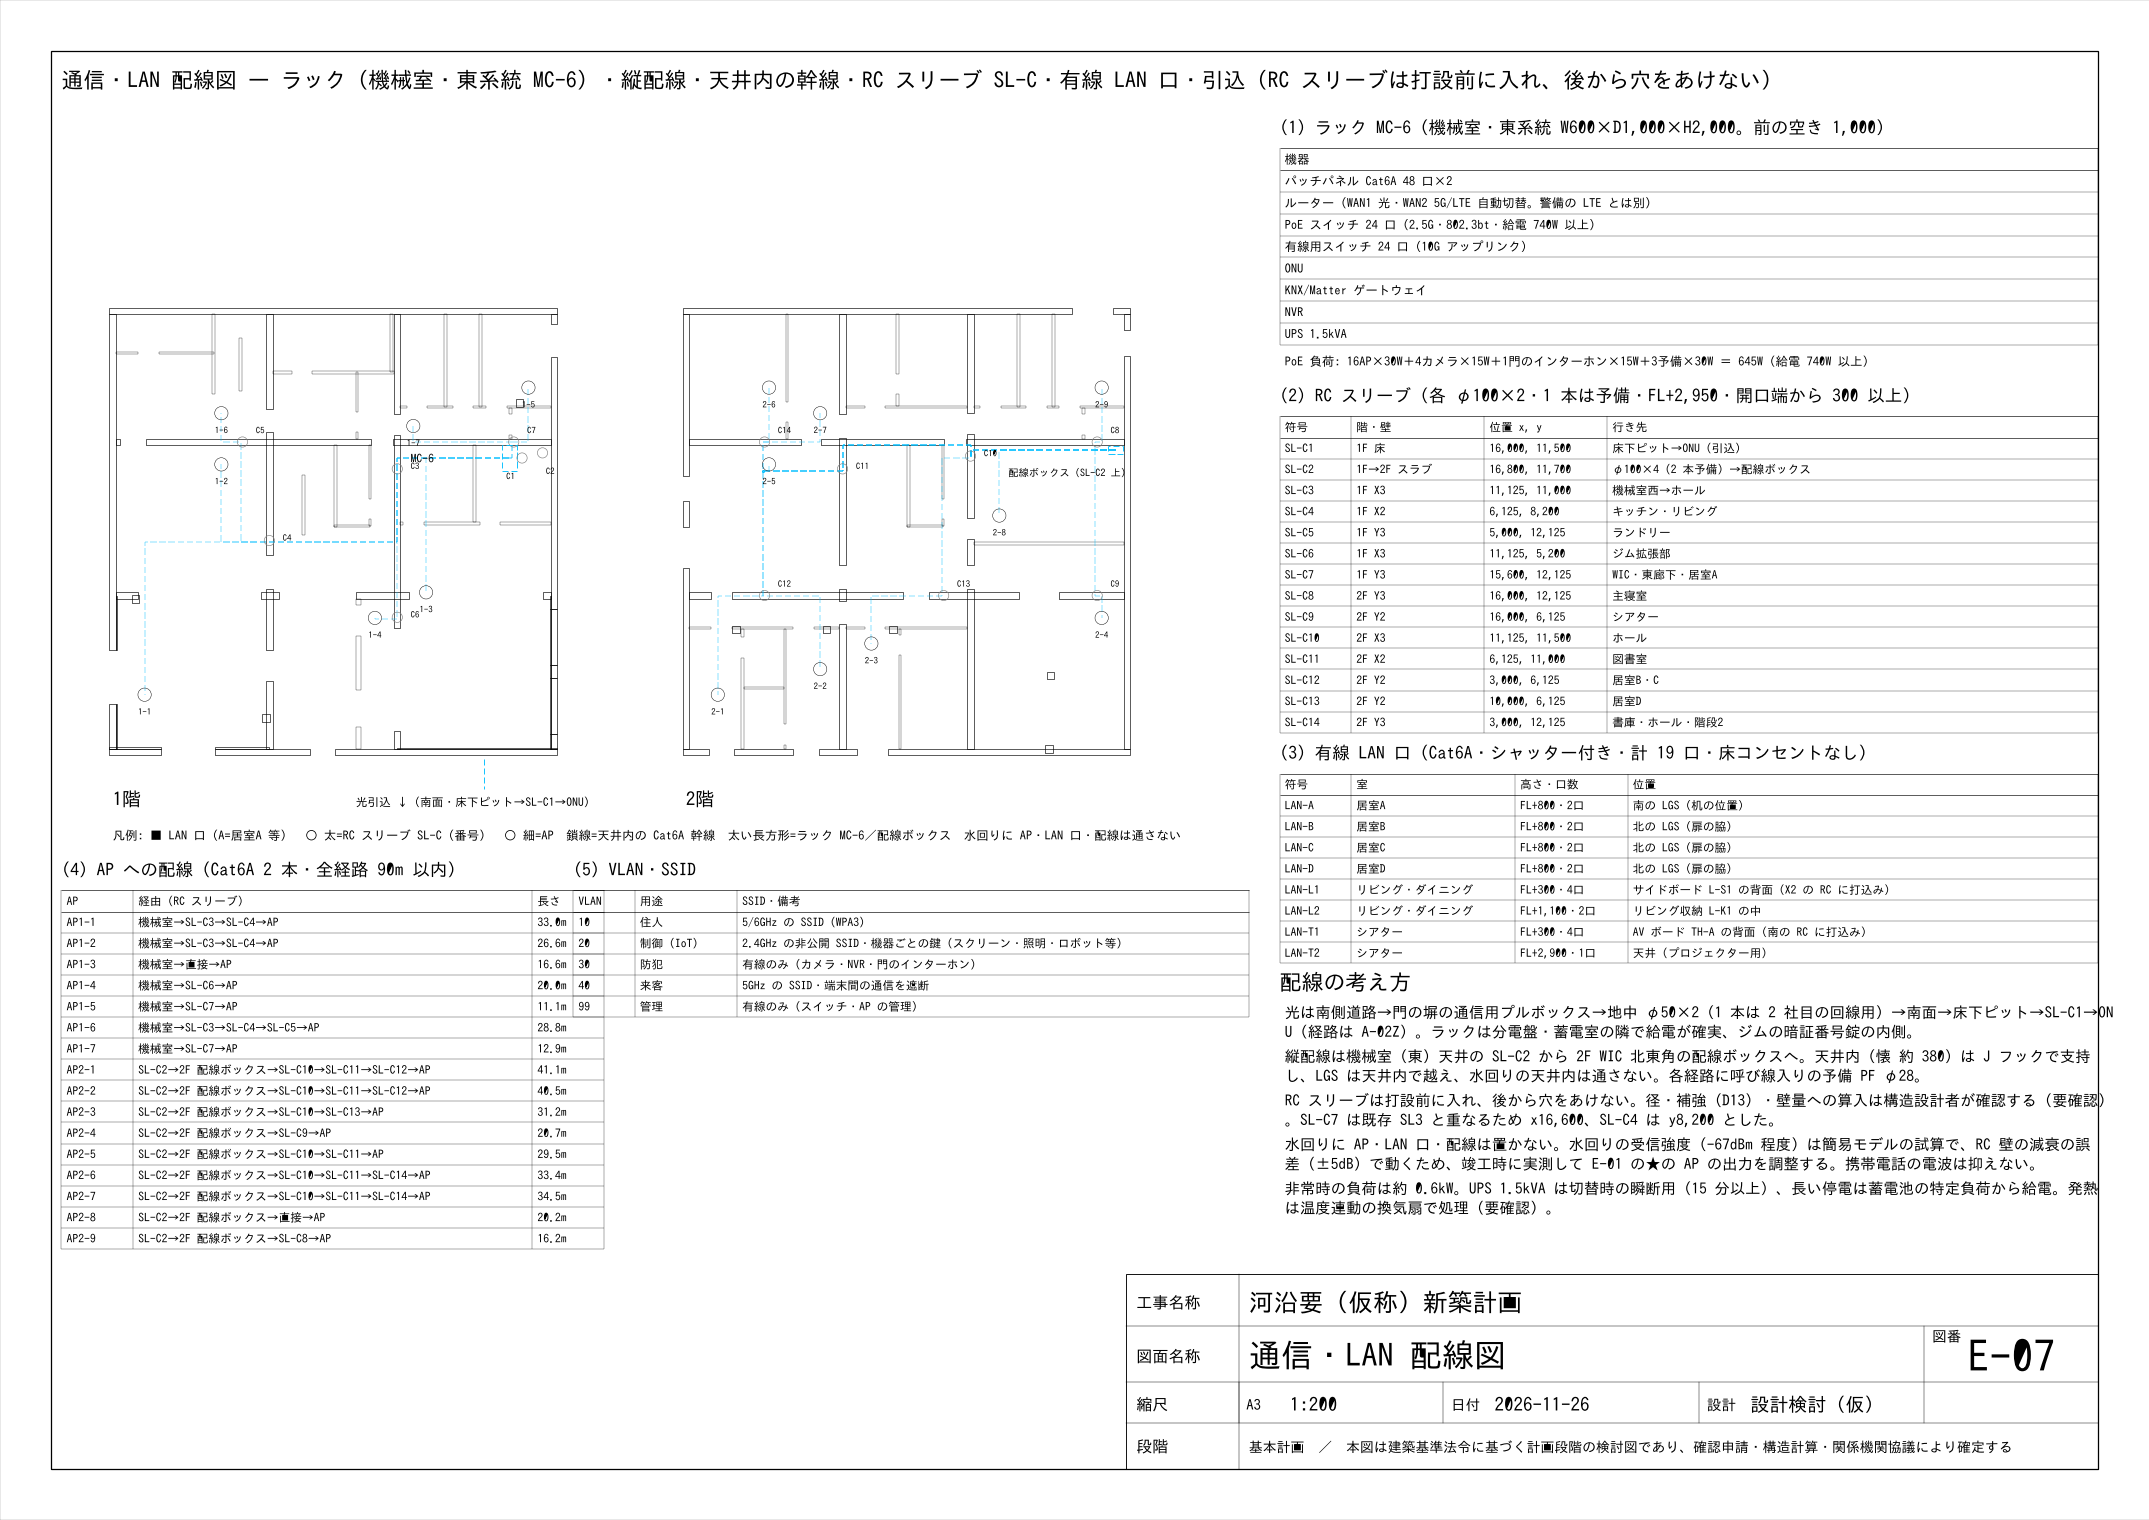 通信・LAN 配線図 ー ラック（機械室・東系統 MC-6）・縦配線・天井内の幹線・RC スリーブ SL-C・有線 LAN 口・引込（RC スリーブは打設前に入れ、後から穴をあけない）
1-6
C5
1-5
C7
1-7
MC-6
C3
C1
C2
1-2
C4
1-3
C6
1-4
1-1
1階
光引込 ↓（南面・床下ピット→SL-C1→ONU）
2-6
C14
2-7
2-9
C8
C10
C11
2-5
配線ボックス（SL-C2 上）
2-8
C12
C13
C9
2-4
2-3
2-2
2-1
2階
凡例: ■ LAN 口（A=居室A 等） ○ 太=RC スリーブ SL-C（番号） ○ 細=AP 鎖線=天井内の Cat6A 幹線 太い長方形=ラック MC-6／配線ボックス 水回りに AP・LAN 口・配線は通さない
(1) ラック MC-6（機械室・東系統 W600×D1,000×H2,000。前の空き 1,000）
機器
パッチパネル Cat6A 48 口×2
ルーター（WAN1 光・WAN2 5G/LTE 自動切替。警備の LTE とは別）
PoE スイッチ 24 口（2.5G・802.3bt・給電 740W 以上）
有線用スイッチ 24 口（10G アップリンク）
ONU
KNX/Matter ゲートウェイ
NVR
UPS 1.5kVA
PoE 負荷: 16AP×30W+4カメラ×15W+1門のインターホン×15W+3予備×30W = 645W（給電 740W 以上）
(2) RC スリーブ（各 φ100×2・1 本は予備・FL+2,950・開口端から 300 以上）
符号 階・壁 位置 x, y 行き先
SL-C1 1F 床 16,000, 11,500 床下ピット→ONU（引込）
SL-C2 1F→2F スラブ 16,800, 11,700 φ100×4（2 本予備）→配線ボックス
SL-C3 1F X3 11,125, 11,000 機械室西→ホール
SL-C4 1F X2 6,125, 8,200 キッチン・リビング
SL-C5 1F Y3 5,000, 12,125 ランドリー
SL-C6 1F X3 11,125, 5,200 ジム拡張部
SL-C7 1F Y3 15,600, 12,125 WIC・東廊下・居室A
SL-C8 2F Y3 16,000, 12,125 主寝室
SL-C9 2F Y2 16,000, 6,125 シアター
SL-C10 2F X3 11,125, 11,500 ホール
SL-C11 2F X2 6,125, 11,000 図書室
SL-C12 2F Y2 3,000, 6,125 居室B・C
SL-C13 2F Y2 10,000, 6,125 居室D
SL-C14 2F Y3 3,000, 12,125 書庫・ホール・階段2
(3) 有線 LAN 口（Cat6A・シャッター付き・計 19 口・床コンセントなし）
符号 室 高さ・口数 位置
LAN-A 居室A FL+800・2口 南の LGS（机の位置）
LAN-B 居室B FL+800・2口 北の LGS（扉の脇）
LAN-C 居室C FL+800・2口 北の LGS（扉の脇）
LAN-D 居室D FL+800・2口 北の LGS（扉の脇）
LAN-L1 リビング・ダイニング FL+300・4口 サイドボード L-S1 の背面（X2 の RC に打込み）
LAN-L2 リビング・ダイニング FL+1,100・2口 リビング収納 L-K1 の中
LAN-T1 シアター FL+300・4口 AV ボード TH-A の背面（南の RC に打込み）
LAN-T2 シアター FL+2,900・1口 天井（プロジェクター用）
配線の考え方
光は南側道路→門の塀の通信用プルボックス→地中 φ50×2（1 本は 2 社目の回線用）→南面→床下ピット→SL-C1→ON
U（経路は A-02Z）。ラックは分電盤・蓄電室の隣で給電が確実、ジムの暗証番号錠の内側。
縦配線は機械室（東）天井の SL-C2 から 2F WIC 北東角の配線ボックスへ。天井内（懐 約 380）は J フックで支持
し、LGS は天井内で越え、水回りの天井内は通さない。各経路に呼び線入りの予備 PF φ28。
RC スリーブは打設前に入れ、後から穴をあけない。径・補強（D13）・壁量への算入は構造設計者が確認する（要確認）
。SL-C7 は既存 SL3 と重なるため x16,600、SL-C4 は y8,200 とした。
水回りに AP・LAN 口・配線は置かない。水回りの受信強度（-67dBm 程度）は簡易モデルの試算で、RC 壁の減衰の誤
差（±5dB）で動くため、竣工時に実測して E-01 の★の AP の出力を調整する。携帯電話の電波は抑えない。
非常時の負荷は約 0.6kW。UPS 1.5kVA は切替時の瞬断用（15 分以上）、長い停電は蓄電池の特定負荷から給電。発熱
は温度連動の換気扇で処理（要確認）。
(4) AP への配線（Cat6A 2 本・全経路 90m 以内）
AP 経由（RC スリーブ） 長さ
AP1-1 機械室→SL-C3→SL-C4→AP 33.0m
AP1-2 機械室→SL-C3→SL-C4→AP 26.6m
AP1-3 機械室→直接→AP 16.6m
AP1-4 機械室→SL-C6→AP 20.0m
AP1-5 機械室→SL-C7→AP 11.1m
AP1-6 機械室→SL-C3→SL-C4→SL-C5→AP 28.8m
AP1-7 機械室→SL-C7→AP 12.9m
AP2-1 SL-C2→2F 配線ボックス→SL-C10→SL-C11→SL-C12→AP 41.1m
AP2-2 SL-C2→2F 配線ボックス→SL-C10→SL-C11→SL-C12→AP 40.5m
AP2-3 SL-C2→2F 配線ボックス→SL-C10→SL-C13→AP 31.2m
AP2-4 SL-C2→2F 配線ボックス→SL-C9→AP 20.7m
AP2-5 SL-C2→2F 配線ボックス→SL-C10→SL-C11→AP 29.5m
AP2-6 SL-C2→2F 配線ボックス→SL-C10→SL-C11→SL-C14→AP 33.4m
AP2-7 SL-C2→2F 配線ボックス→SL-C10→SL-C11→SL-C14→AP 34.5m
AP2-8 SL-C2→2F 配線ボックス→直接→AP 20.2m
AP2-9 SL-C2→2F 配線ボックス→SL-C8→AP 16.2m
(5) VLAN・SSID
VLAN 用途 SSID・備考
10 住人 5/6GHz の SSID（WPA3）
20 制御（IoT） 2.4GHz の非公開 SSID・機器ごとの鍵（スクリーン・照明・ロボット等）
30 防犯 有線のみ（カメラ・NVR・門のインターホン）
40 来客 5GHz の SSID・端末間の通信を遮断
99 管理 有線のみ（スイッチ・AP の管理）
工事名称 河沿要（仮称）新築計画
図面名称 通信・LAN 配線図 図番 E-07
縮尺 A3 1:200 日付 2026-11-26 設計 設計検討（仮）
段階 基本計画 ／ 本図は建築基準法令に基づく計画段階の検討図であり、確認申請・構造計算・関係機関協議により確定する